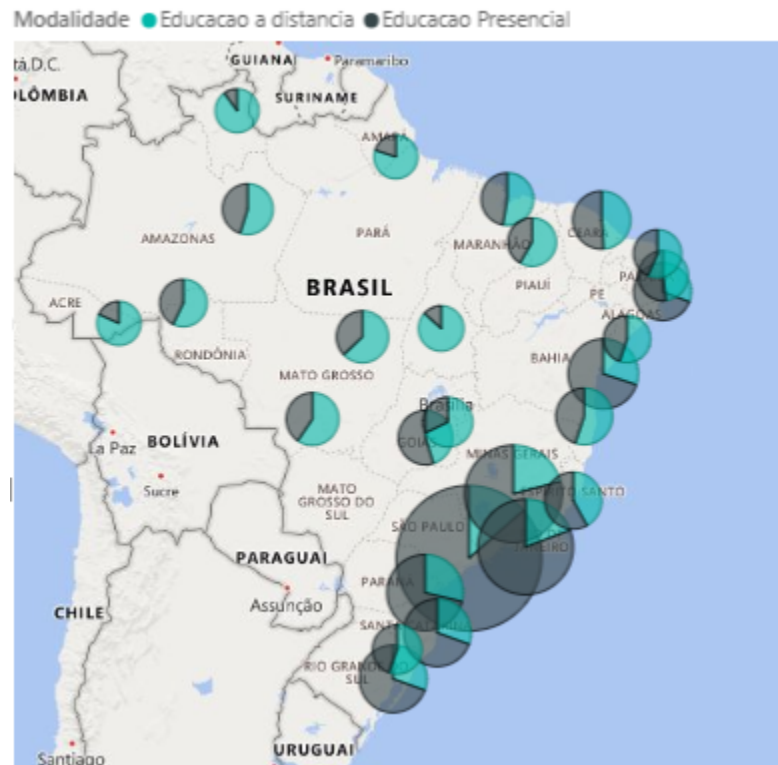 Modalidade Educacao a distancia Educacao Presencial
tá,D.C.
GUIANA
Paramaribo
OLÔMBIA
SURINAME
AMAPÁ
AMAZONAS
PARÁ
MARANHÃO
CEARÁ
BRASIL
PIAUÍ
PE
ACRE
ALAGOAS
RONDÔNIA
BAHIA
MATO GROSSO
Brasília
La Paz
BOLÍVIA
GOIÁS
MINAS GERAIS
Sucre
MATO
GROSSO DO
SUL
ESPÍRITO SANTO
SÃO PAULO
JANEIRO
PARAGUAI
PARANÁ
Assunção
CHILE
RIO GRANDE DO
SUL
URUGUAI
Santiago